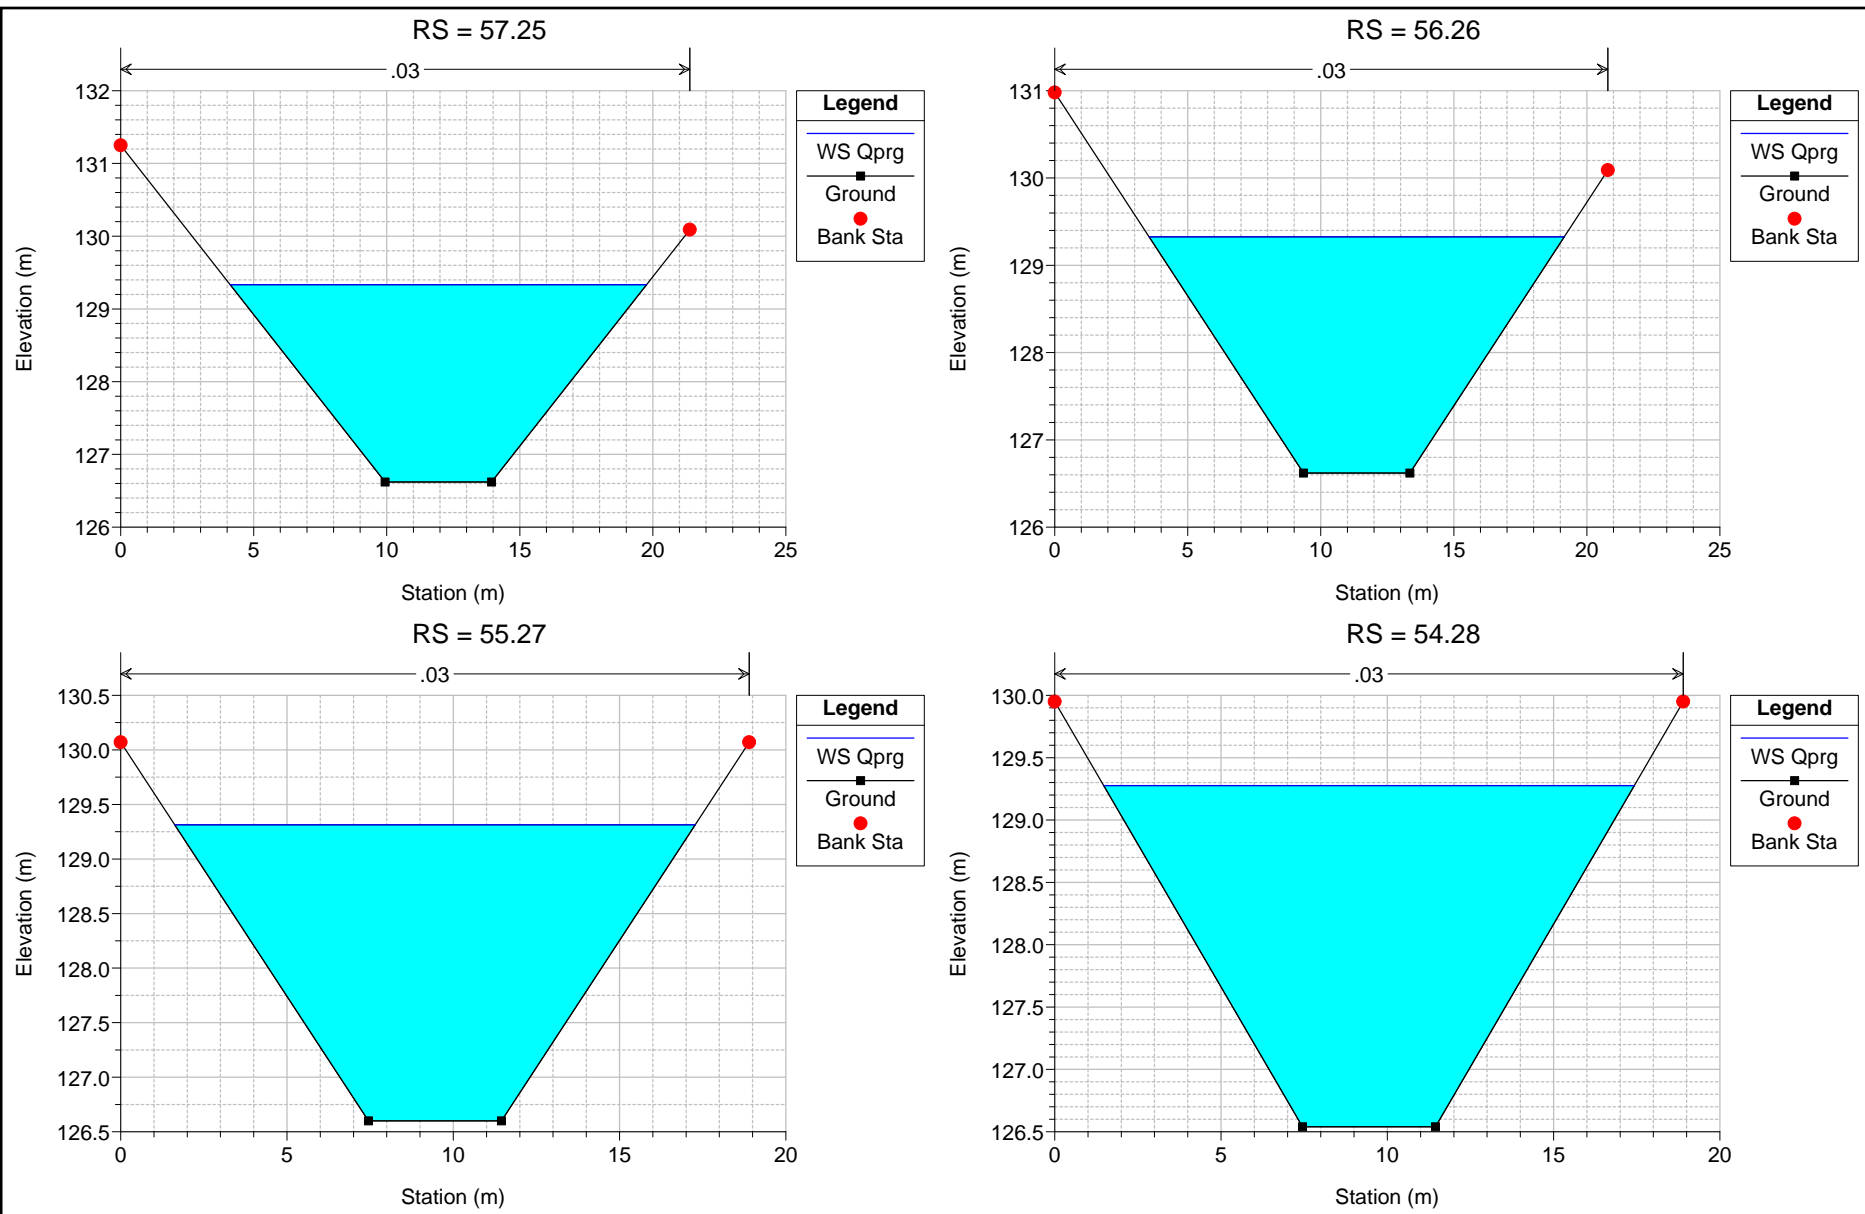 RS = 57.25
.03
132
131
130
129
128
127
126
0 5 10 15 20 25
Elevation (m)
Station (m)
Legend
WS Qprg
Ground
Bank Sta
RS = 56.26
.03
131
130
129
128
127
126
0 5 10 15 20 25
Elevation (m)
Station (m)
Legend
WS Qprg
Ground
Bank Sta
RS = 55.27
.03
130.5
130.0
129.5
129.0
128.5
128.0
127.5
127.0
126.5
0 5 10 15 20
Elevation (m)
Station (m)
Legend
WS Qprg
Ground
Bank Sta
RS = 54.28
.03
130.0
129.5
129.0
128.5
128.0
127.5
127.0
126.5
0 5 10 15 20
Elevation (m)
Station (m)
Legend
WS Qprg
Ground
Bank Sta